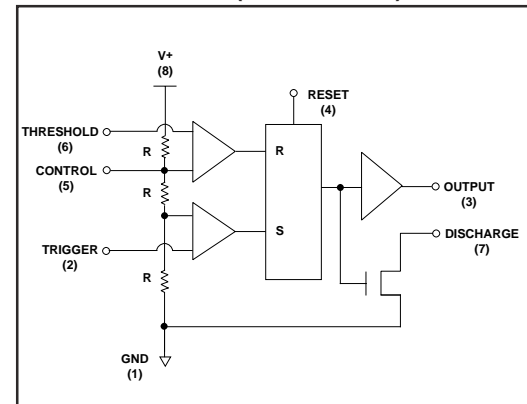 V+
(8)
RESET
(4)
THRESHOLD
(6)
R
R
CONTROL
(5)
R
OUTPUT
(3)
S
DISCHARGE
(7)
TRIGGER
(2)
R
GND
(1)